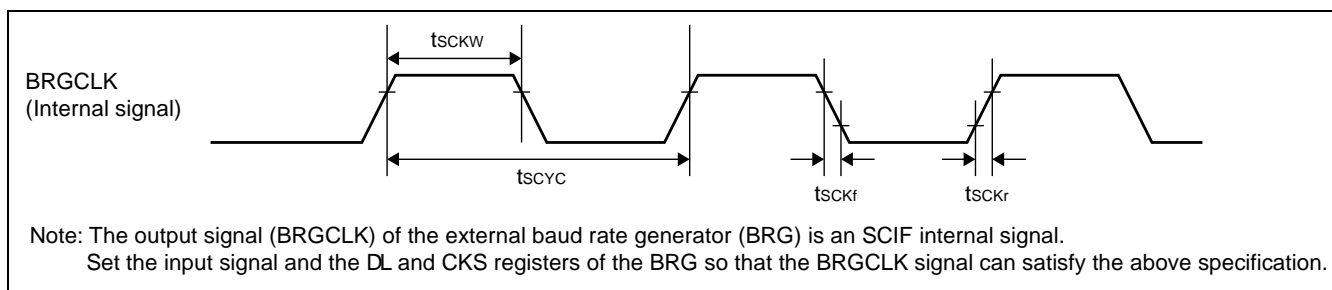 tSCKW
BRGCLK
(Internal signal)
tSCYC
tSCKf
tSCKr
Note: The output signal (BRGCLK) of the external baud rate generator (BRG) is an SCIF internal signal.
Set the input signal and the DL and CKS registers of the BRG so that the BRGCLK signal can satisfy the above specification.